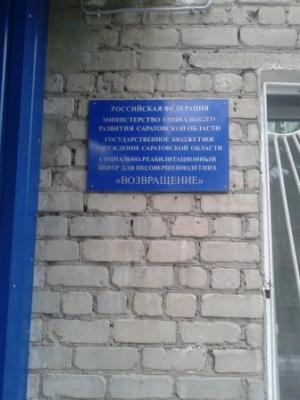 РОССИЙСКАЯ ФЕДЕРАЦИЯ
МИНИСТЕРСТВО СОЦИАЛЬНОГО
РАЗВИТИЯ САРАТОВСКОЙ ОБЛАСТИ
ГОСУДАРСТВЕННОЕ БЮДЖЕТНОЕ
УЧРЕЖДЕНИЕ САРАТОВСКОЙ ОБЛАСТИ
СОЦИАЛЬНО-РЕАБИЛИТАЦИОННЫЙ
ЦЕНТР ДЛЯ НЕСОВЕРШЕННОЛЕТНИХ
«ВОЗВРАЩЕНИЕ»